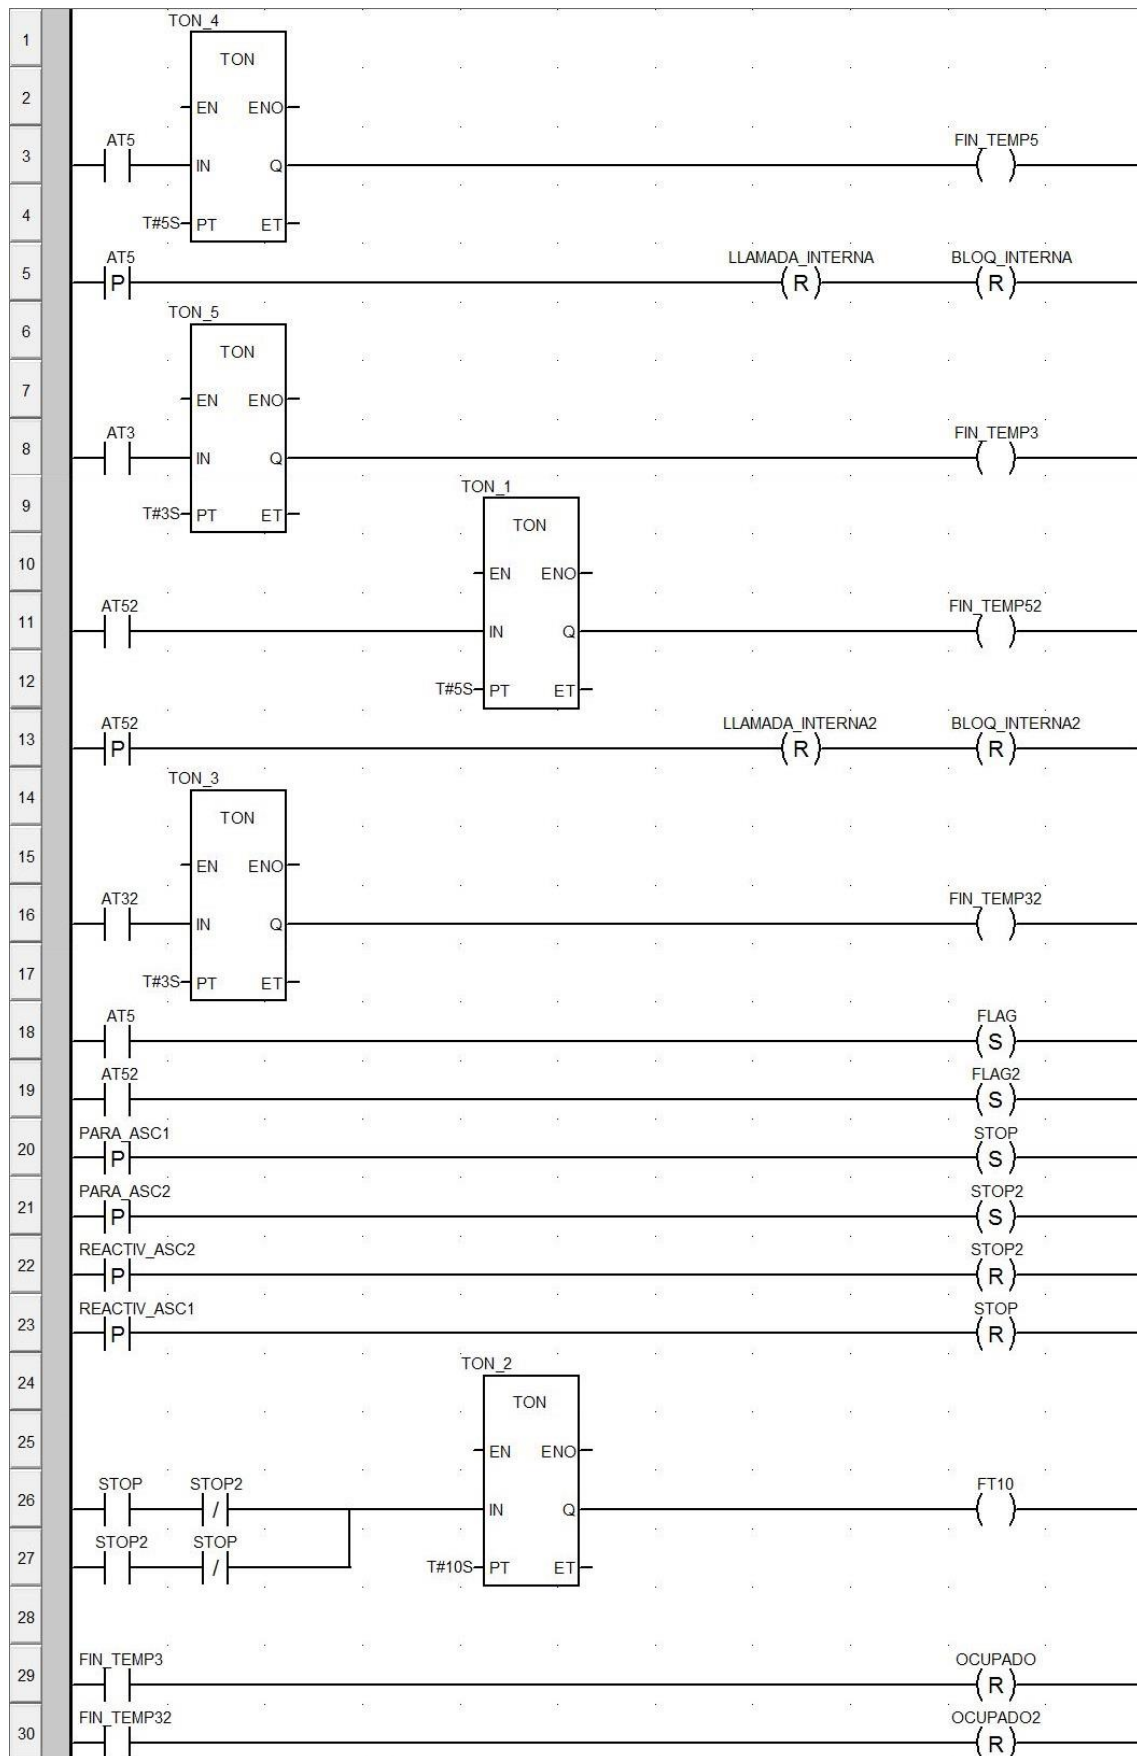 TON_4
1
TON
2
EN ENO
AT5 FIN_TEMP5
3
IN Q
4
T#5S PT ET
AT5 LLAMADA_INTERNA BLOQ_INTERNA
5
P R R
TON_5
6
TON
7
EN ENO
AT3 FIN_TEMP3
8
IN Q
TON_1
9
T#3S PT ET
TON
10
EN ENO
AT52 FIN_TEMP52
11
IN Q
12
T#5S PT ET
AT52 LLAMADA_INTERNA2 BLOQ_INTERNA2
13
P R R
TON_3
14
TON
15
EN ENO
AT32 FIN_TEMP32
16
IN Q
17
T#3S PT ET
AT5 FLAG
18
S
AT52 FLAG2
19
S
PARA_ASC1 STOP
20
P S
PARA_ASC2 STOP2
21
P S
REACTIV_ASC2 STOP2
22
P R
REACTIV_ASC1 STOP
23
P R
TON_2
24
TON
25
EN ENO
STOP STOP2 FT10
26
/ IN Q
STOP2 STOP
27
/ T#10S PT ET
28
FIN_TEMP3 OCUPADO
29
R
FIN_TEMP32 OCUPADO2
30
R